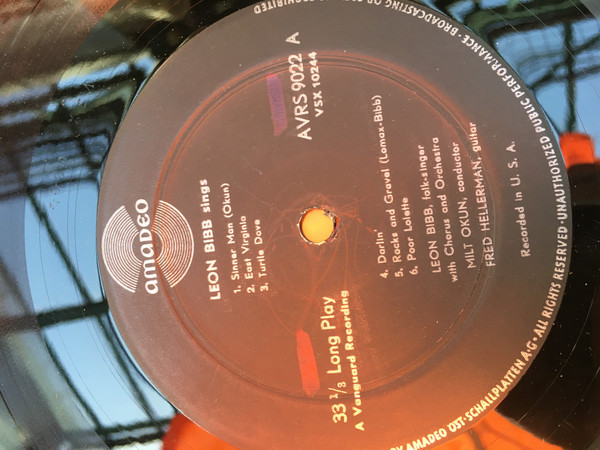 amadeo
33 1/3 Long Play
A Vanguard Recording
AVRS 9022 A
VSX 10244
LEON BIBB sings
1. Sinner Man (Okun)
2. East Virginia
3. Turtle Dove
4. Darlin'
5. Rocks and Gravel (Lomax-Bibb)
6. Poor Lolette
LEON BIBB, folk-singer
with Chorus and Orchestra
MILT OKUN, conductor
FRED HELLERMAN, guitar
Recorded in U. S. A.
AMADEO ÖST. SCHALLPLATTEN A.G. · ALL RIGHTS RESERVED · UNAUTHORIZED PUBLIC PERFORMANCE · BROADCASTING OR